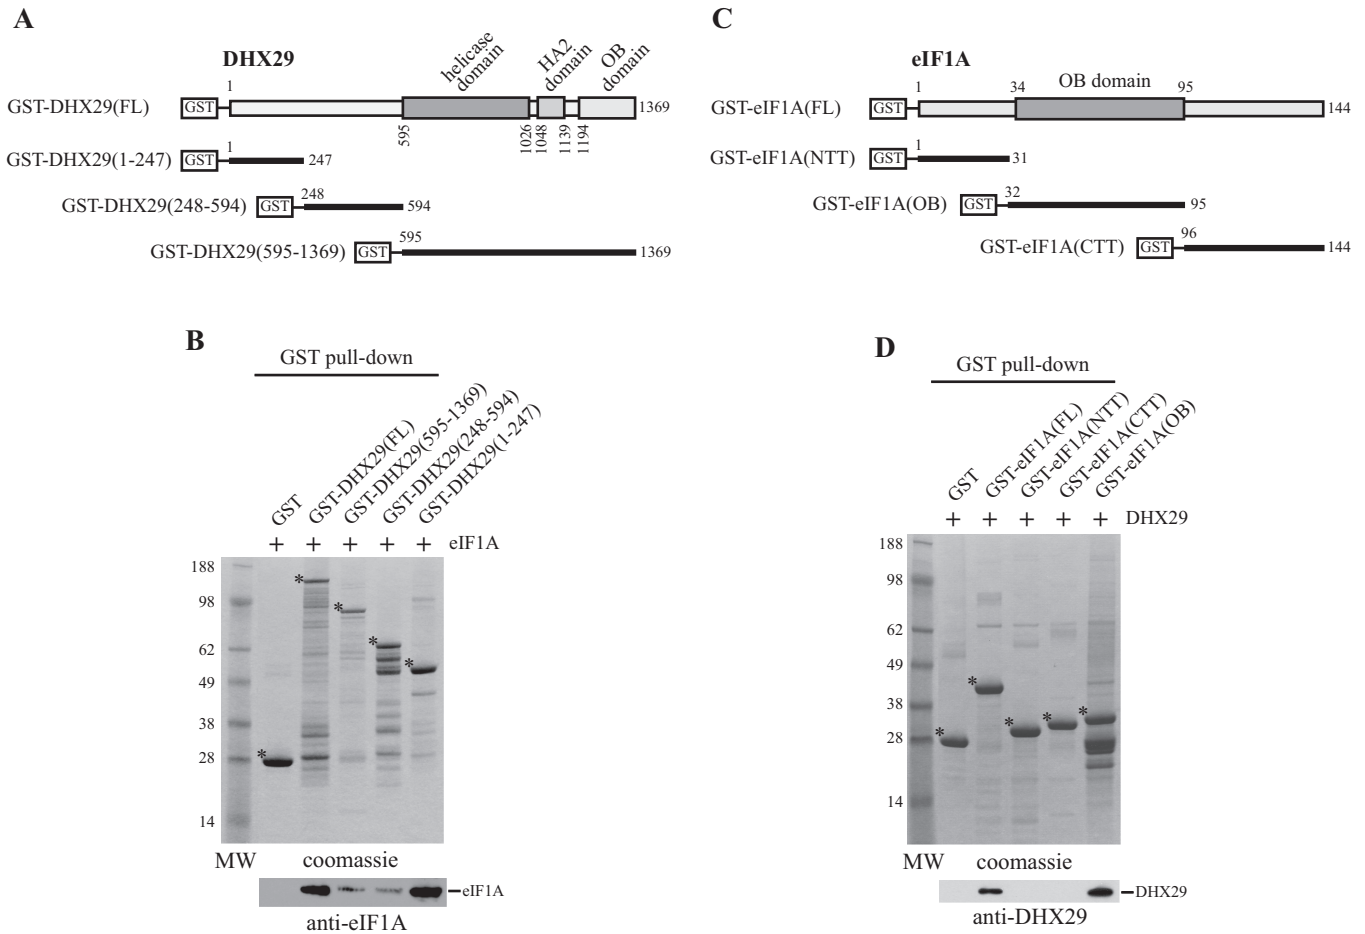 A
DHX29
helicase domain
HA2 domain
OB domain
GST-DHX29(FL)
GST
1
1369
595
1026
1048
1139
1194
GST-DHX29(1-247)
GST
1
247
GST-DHX29(248-594)
GST
248
594
GST-DHX29(595-1369)
GST
595
1369
C
eIF1A
OB domain
GST-eIF1A(FL)
GST
1
34
95
144
GST-eIF1A(NTT)
GST
1
31
GST-eIF1A(OB)
GST
32
95
GST-eIF1A(CTT)
GST
96
144
B
GST pull-down
GST
GST-DHX29(FL)
GST-DHX29(595-1369)
GST-DHX29(248-594)
GST-DHX29(1-247)
+ + + + + eIF1A
188
98
62
49
38
28
14
* * * * *
MW coomassie
eIF1A
anti-eIF1A
D
GST pull-down
GST
GST-eIF1A(FL)
GST-eIF1A(NTT)
GST-eIF1A(CTT)
GST-eIF1A(OB)
+ + + + + DHX29
188
98
62
49
38
28
14
* * * * *
MW coomassie
DHX29
anti-DHX29